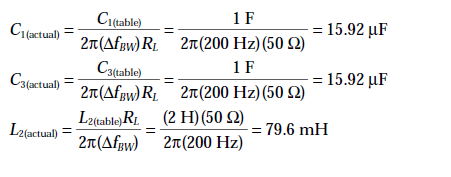 C1(actual) = C1(table) / 2π(ΔfBW)RL = 1 F / 2π(200 Hz)(50 Ω) = 15.92 µF
C3(actual) = C3(table) / 2π(ΔfBW)RL = 1 F / 2π(200 Hz)(50 Ω) = 15.92 µF
L2(actual) = L2(table)RL / 2π(ΔfBW) = (2 H)(50 Ω) / 2π(200 Hz) = 79.6 mH